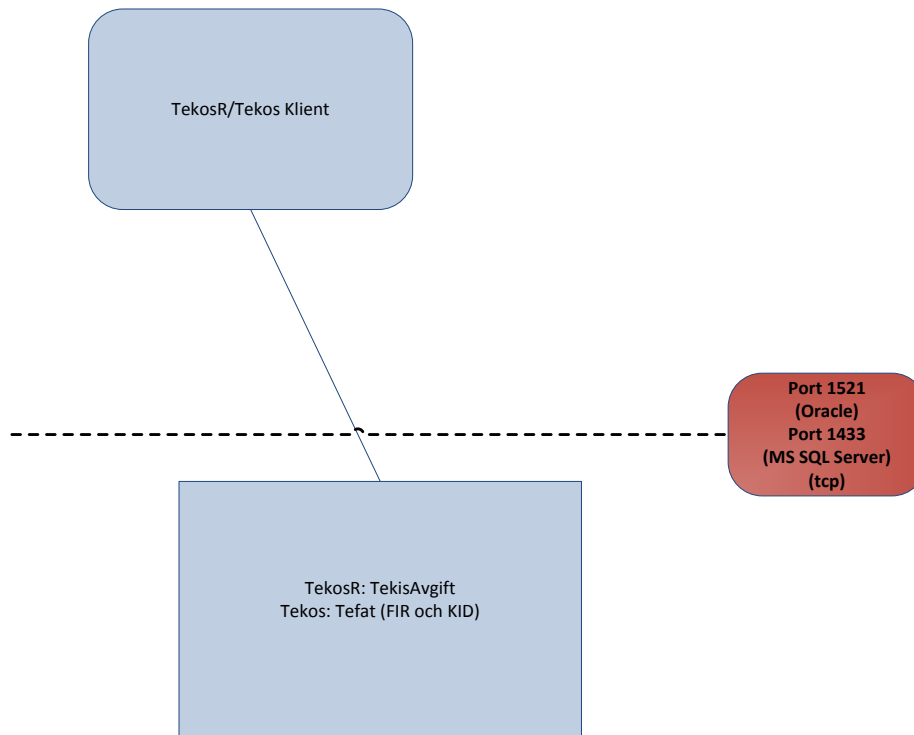 TekosR/Tekos Klient
Port 1521
(Oracle)
Port 1433
(MS SQL Server)
(tcp)
TekosR: TekisAvgift
Tekos: Tefat (FIR och KID)